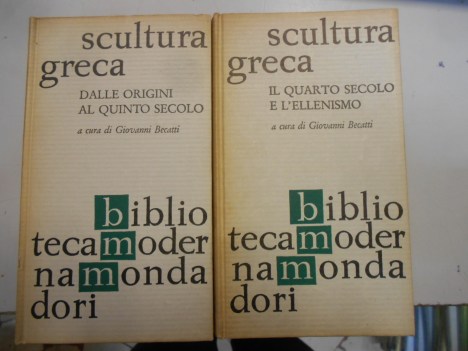 scultura
greca
DALLE ORIGINI
AL QUINTO SECOLO
a cura di Giovanni Becatti
biblio
tecamoder
namonda
dori
scultura
greca
IL QUARTO SECOLO
E L'ELLENISMO
a cura di Giovanni Becatti
biblio
tecamoder
namonda
dori